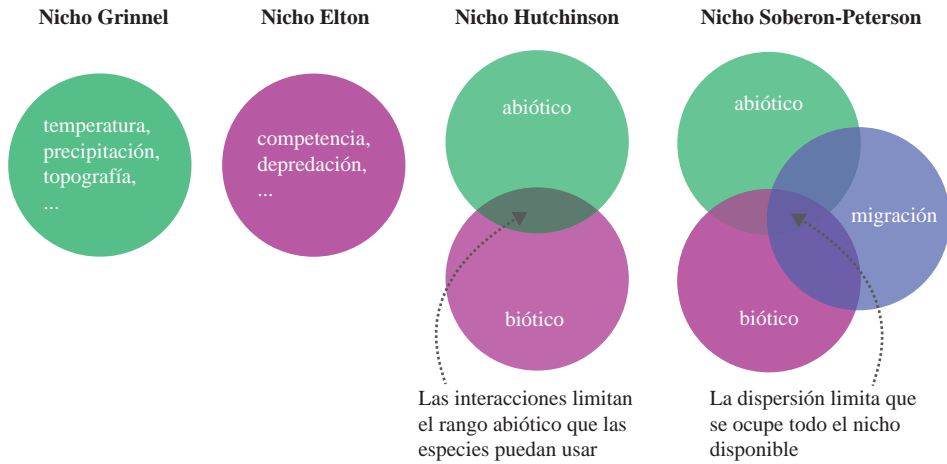 Nicho Grinnel
Nicho Elton
Nicho Hutchinson
Nicho Soberon-Peterson
temperatura,
precipitación,
topografía,
...
competencia,
depredación,
...
abiótico
biótico
abiótico
migración
biótico
Las interacciones limitan
el rango abiótico que las
especies puedan usar
La dispersión limita que
se ocupe todo el nicho
disponible